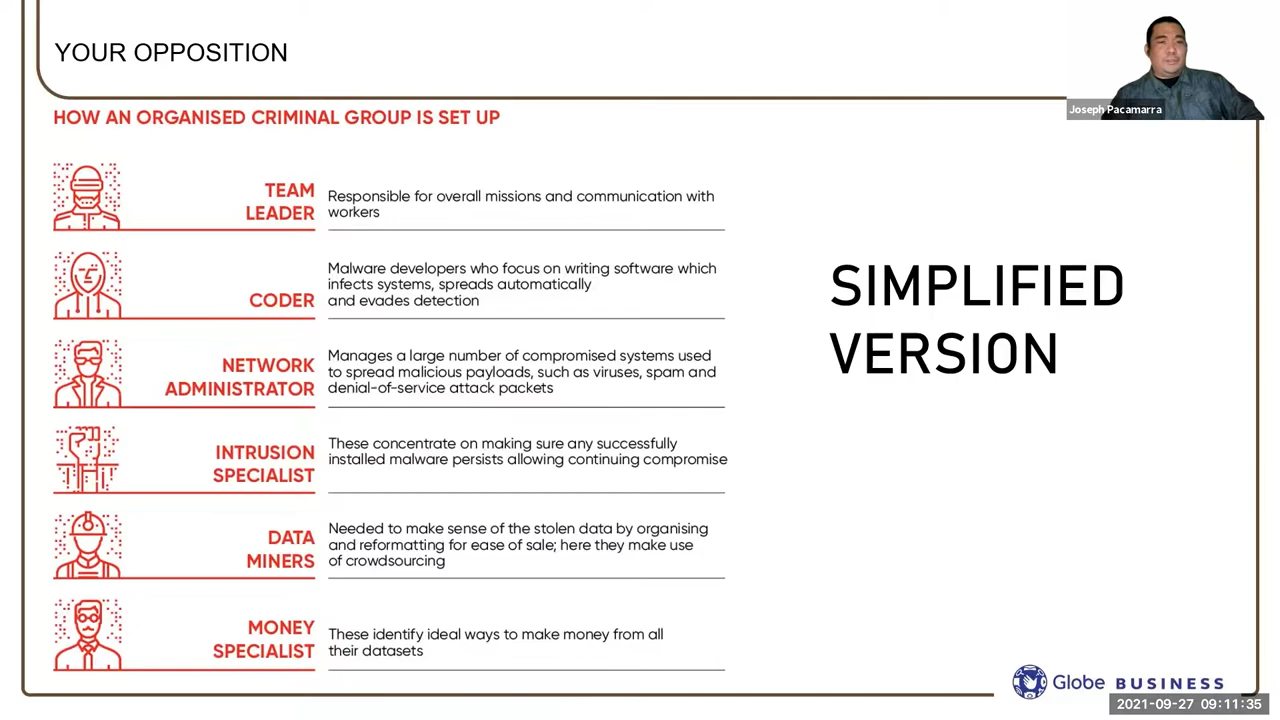 YOUR OPPOSITION
Joseph Pacamarra
HOW AN ORGANISED CRIMINAL GROUP IS SET UP
TEAM
LEADER
Responsible for overall missions and communication with
workers
CODER
Malware developers who focus on writing software which
infects systems, spreads automatically
and evades detection
NETWORK
ADMINISTRATOR
Manages a large number of compromised systems used
to spread malicious payloads, such as viruses, spam and
denial-of-service attack packets
INTRUSION
SPECIALIST
These concentrate on making sure any successfully
installed malware persists allowing continuing compromise
DATA
MINERS
Needed to make sense of the stolen data by organising
and reformatting for ease of sale; here they make use
of crowdsourcing
MONEY
SPECIALIST
These identify ideal ways to make money from all
their datasets
SIMPLIFIED
VERSION
Globe BUSINESS
2021-09-27 09:11:35